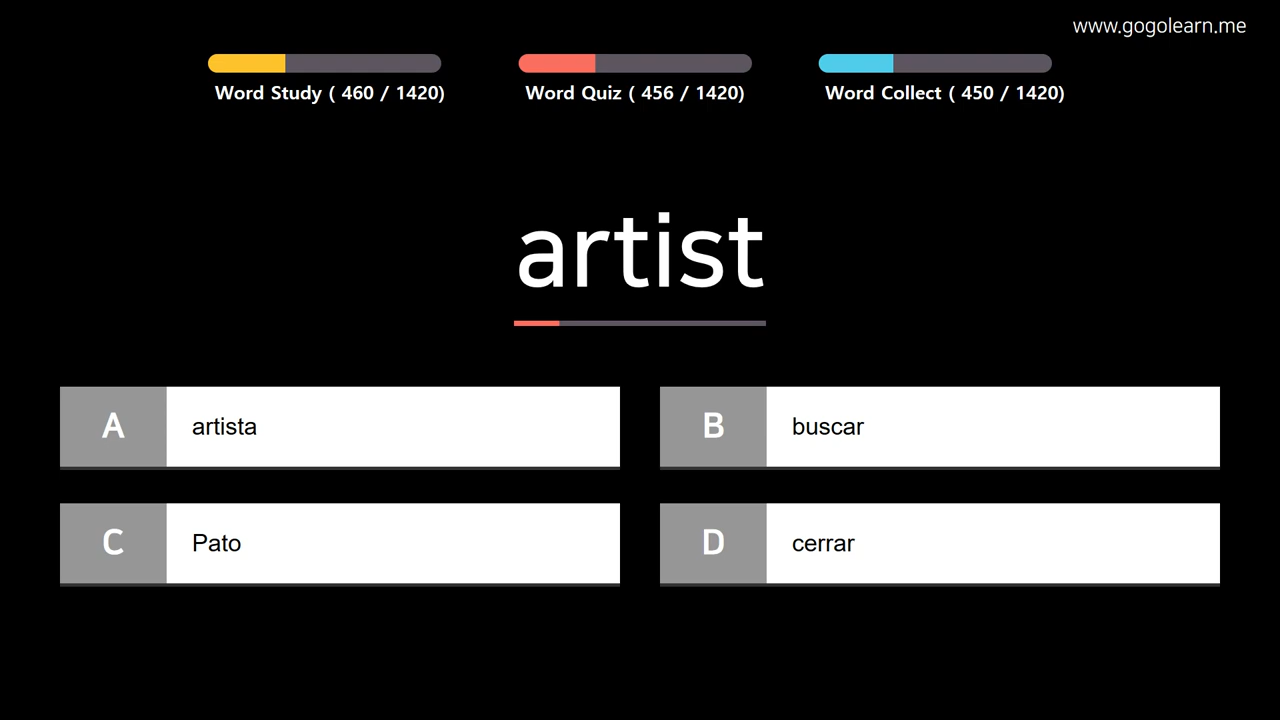 www.gogolearn.me
Word Study ( 460 / 1420)
Word Quiz ( 456 / 1420)
Word Collect ( 450 / 1420)
artist
A artista
B buscar
C Pato
D cerrar